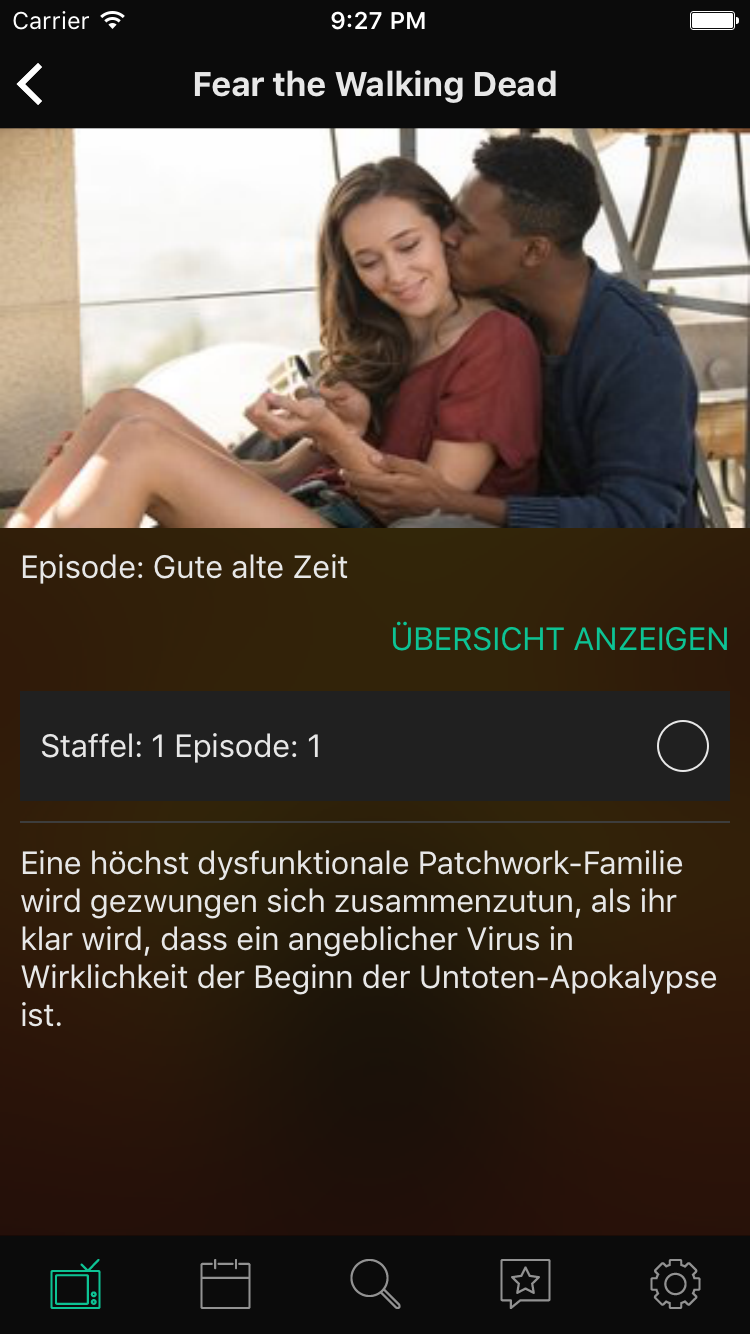 Carrier 9:27 PM
Fear the Walking Dead
Episode: Gute alte Zeit
ÜBERSICHT ANZEIGEN
Staffel: 1 Episode: 1
Eine höchst dysfunktionale Patchwork-Familie
wird gezwungen sich zusammenzutun, als ihr
klar wird, dass ein angeblicher Virus in
Wirklichkeit der Beginn der Untoten-Apokalypse
ist.